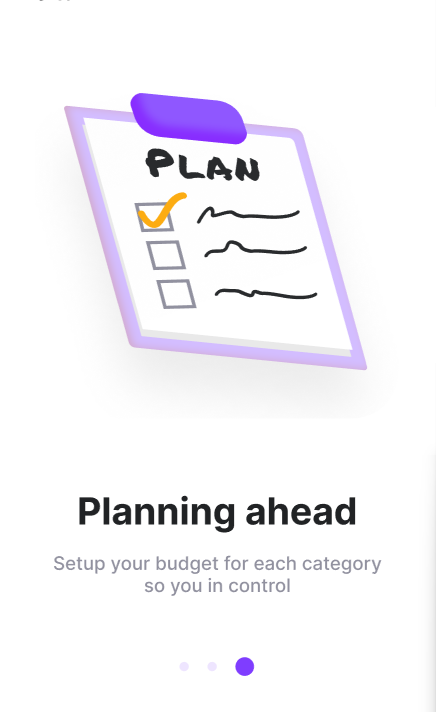 PLAN
Planning ahead
Setup your budget for each category
so you in control